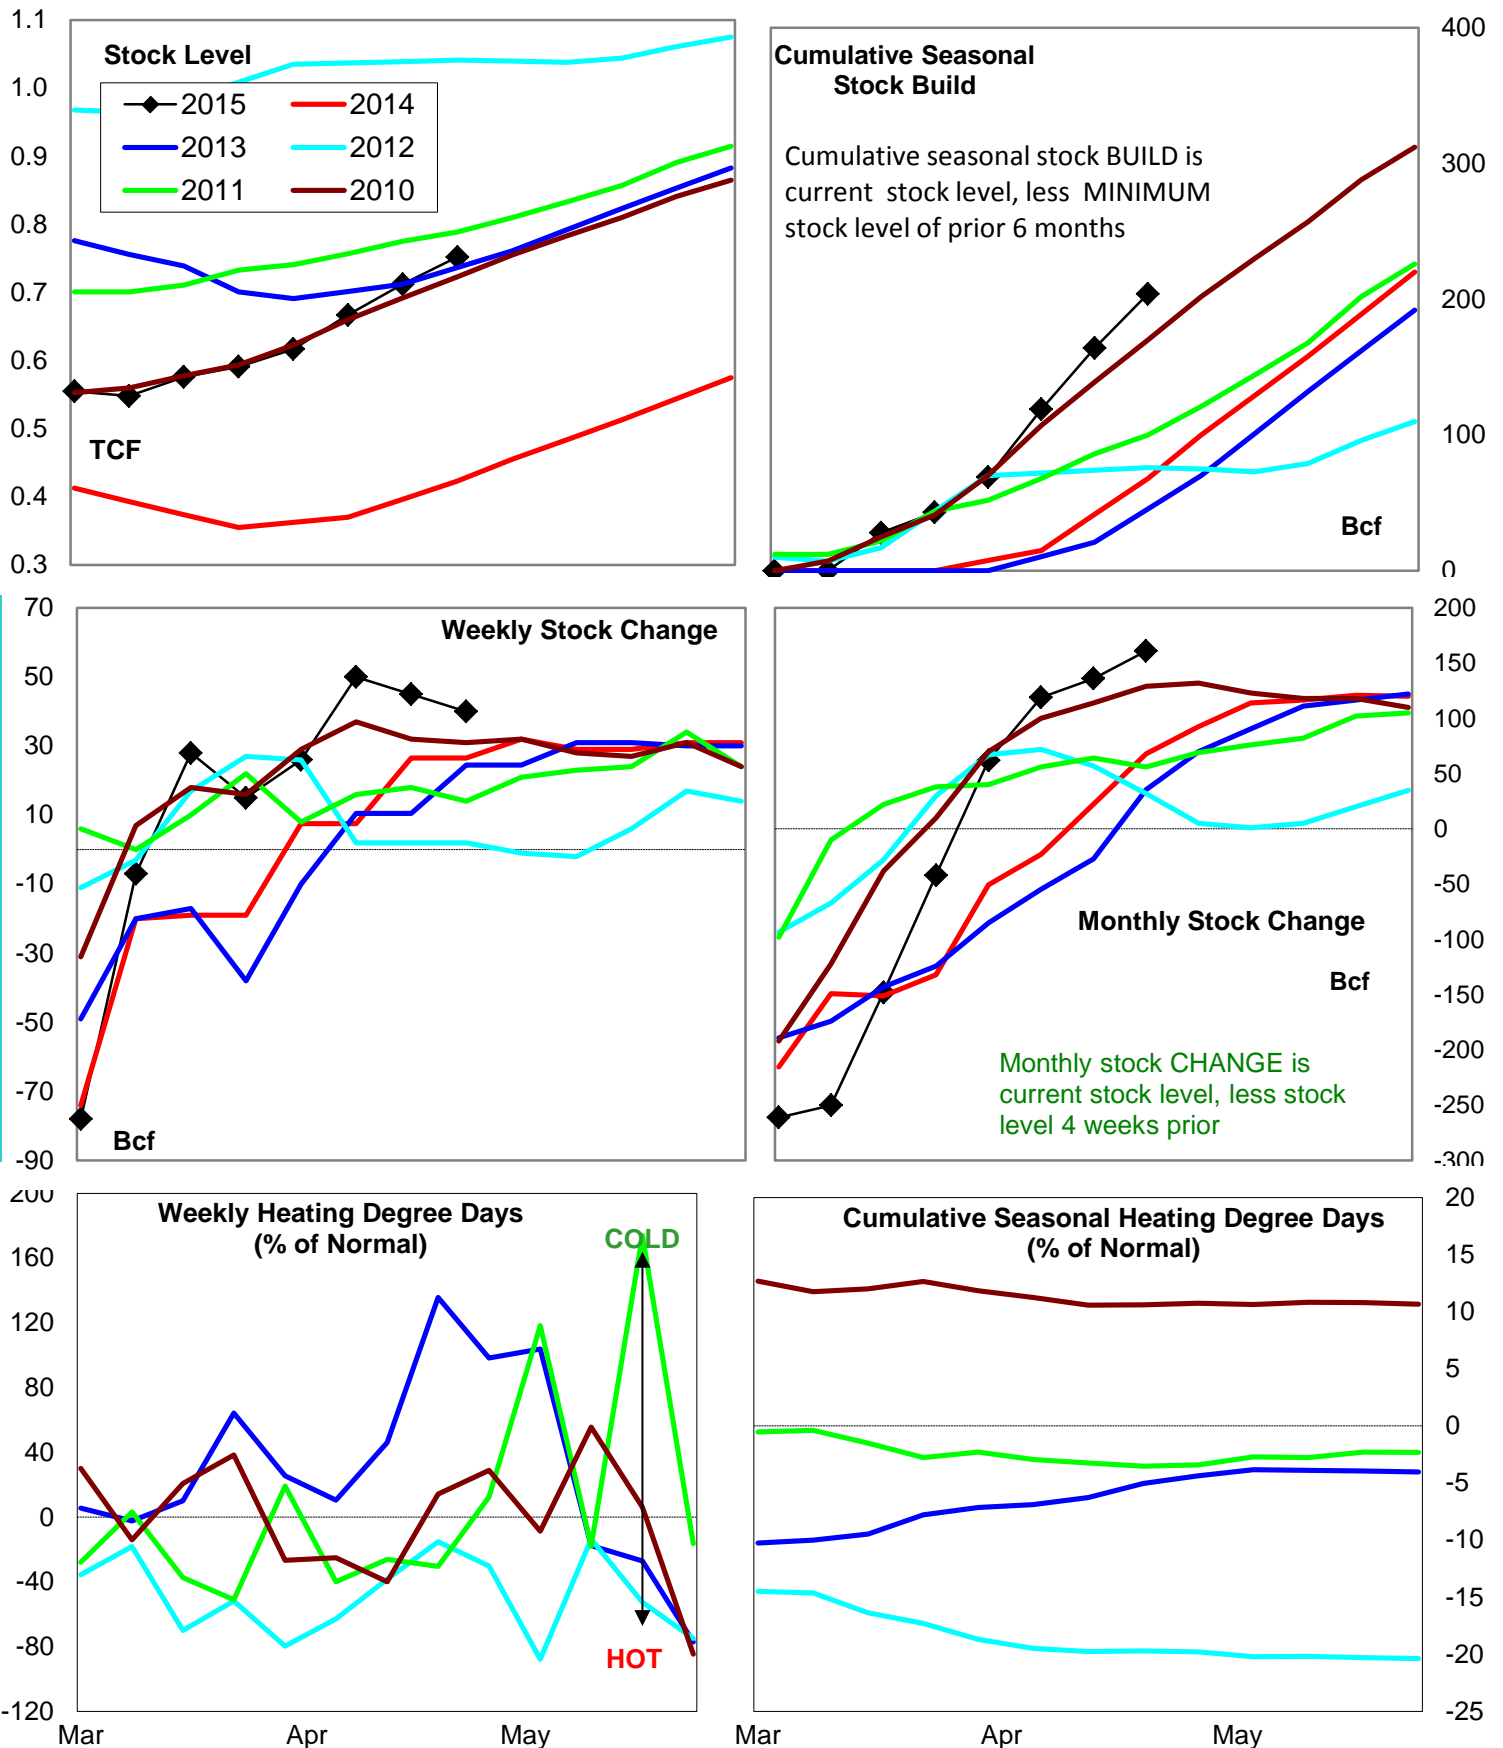 1.1
1.0
0.9
0.8
0.7
0.6
0.5
0.4
0.3
Stock Level
2015 2014
2013 2012
2011 2010
TCF
Cumulative Seasonal
Stock Build
Cumulative seasonal stock BUILD is
current stock level, less MINIMUM
stock level of prior 6 months
Bcf
400
300
200
100
0
70
50
30
10
-10
-30
-50
-70
-90
Weekly Stock Change
Bcf
Monthly Stock Change
Bcf
Monthly stock CHANGE is
current stock level, less stock
level 4 weeks prior
200
150
100
50
0
-50
-100
-150
-200
-250
-300
200
160
120
80
40
0
-40
-80
-120
Weekly Heating Degree Days
(% of Normal)
COLD
HOT
Mar Apr May
Cumulative Seasonal Heating Degree Days
(% of Normal)
20
15
10
5
0
-5
-10
-15
-20
-25
Mar Apr May